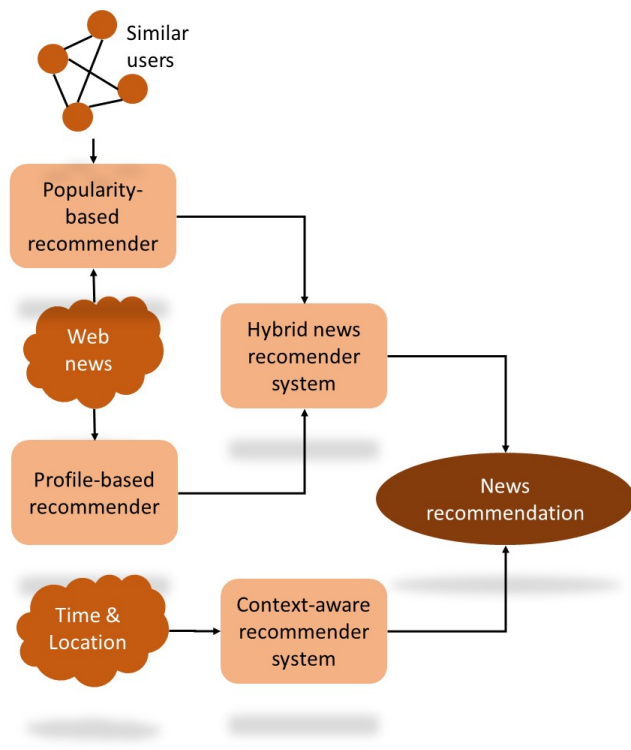 Similar
users
Popularity-
based
recommender
Web
news
Hybrid news
recomender
system
Profile-based
recommender
News
recommendation
Time &
Location
Context-aware
recommender
system